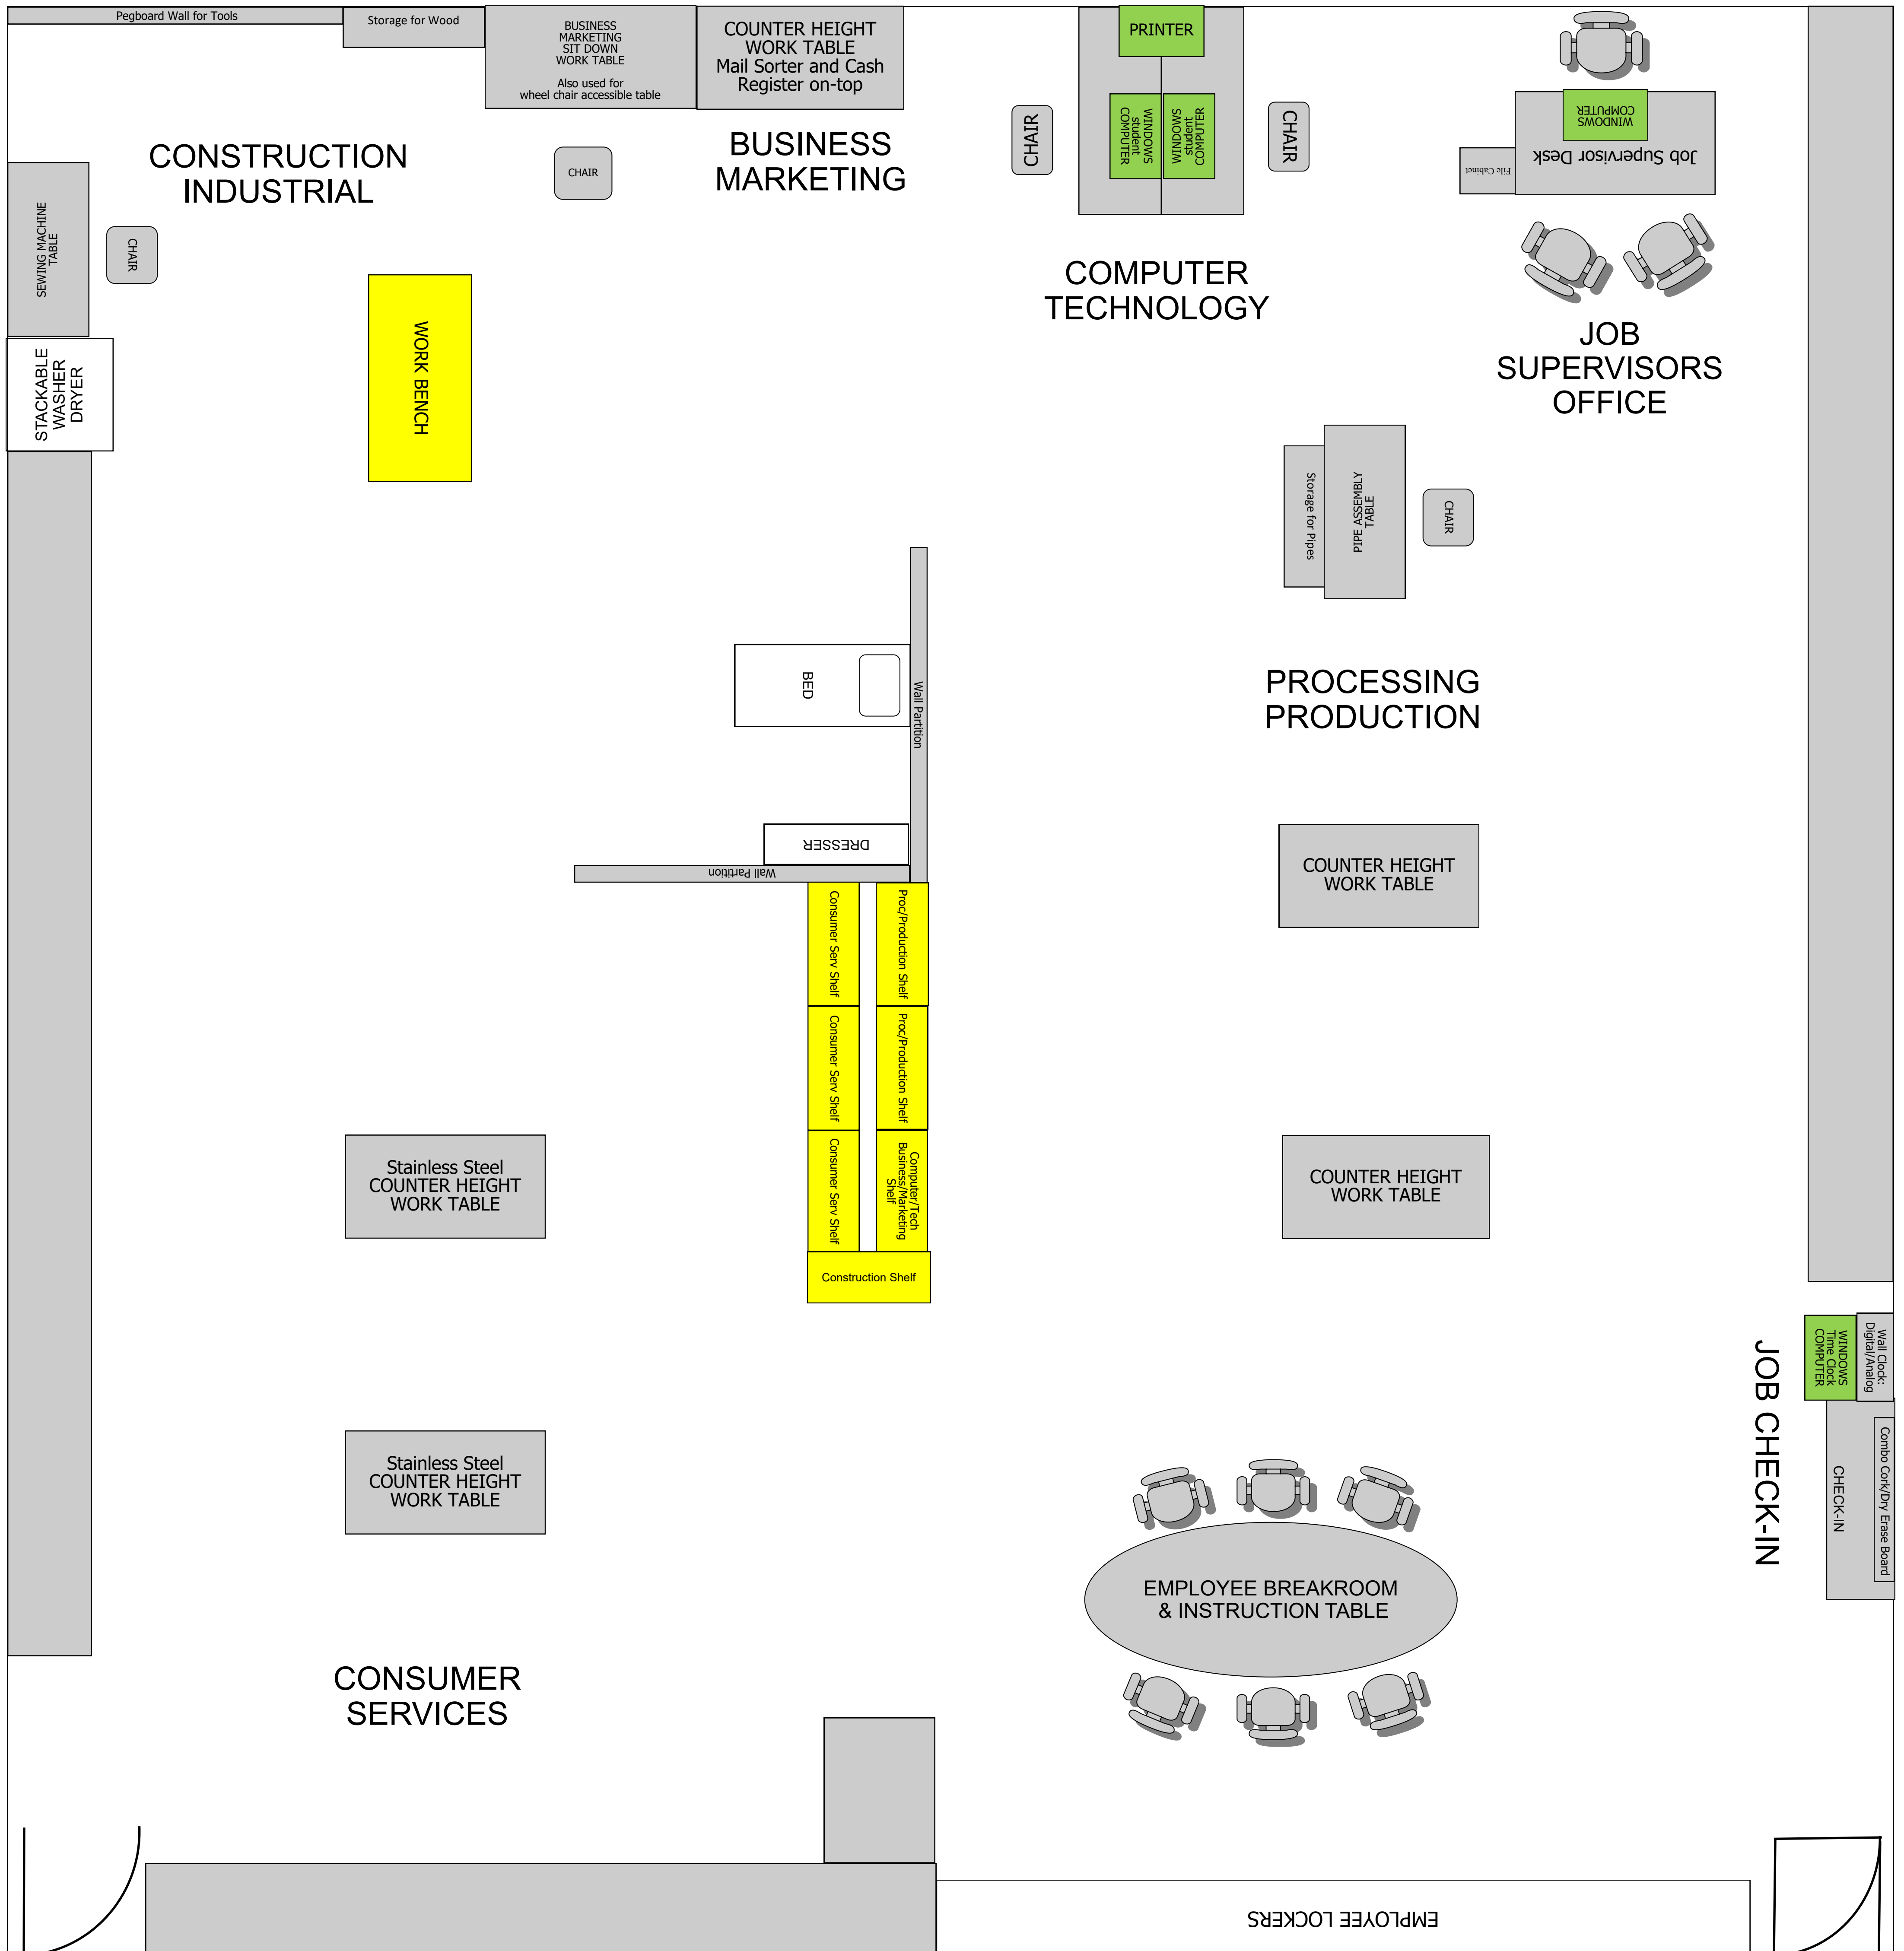 Pegboard Wall for Tools
Storage for Wood
BUSINESS
MARKETING
SIT DOWN
WORK TABLE
Also used for
wheel chair accessible table
COUNTER HEIGHT
WORK TABLE
Mail Sorter and Cash
Register on-top
PRINTER
WINDOWS
student
COMPUTER
WINDOWS
student
COMPUTER
CHAIR
CHAIR
WINDOWS
COMPUTER
Job Supervisor Desk
File Cabinet
CONSTRUCTION
INDUSTRIAL
CHAIR
BUSINESS
MARKETING
SEWING MACHINE
TABLE
CHAIR
COMPUTER
TECHNOLOGY
JOB
SUPERVISORS
OFFICE
STACKABLE
WASHER
DRYER
WORK BENCH
Storage for Pipes
PIPE ASSEMBLY
TABLE
CHAIR
BED
Wall Partition
PROCESSING
PRODUCTION
DRESSER
Wall Partition
COUNTER HEIGHT
WORK TABLE
Consumer Serv Shelf
Proc/Production Shelf
Consumer Serv Shelf
Proc/Production Shelf
Consumer Serv Shelf
Computer/Tech
Business/Marketing
Shelf
Construction Shelf
Stainless Steel
COUNTER HEIGHT
WORK TABLE
COUNTER HEIGHT
WORK TABLE
WINDOWS
Time Clock
COMPUTER
Wall Clock:
Digital/Analog
JOB CHECK-IN
CHECK-IN
Combo Cork/Dry Erase Board
Stainless Steel
COUNTER HEIGHT
WORK TABLE
EMPLOYEE BREAKROOM
& INSTRUCTION TABLE
CONSUMER
SERVICES
EMPLOYEE LOCKERS